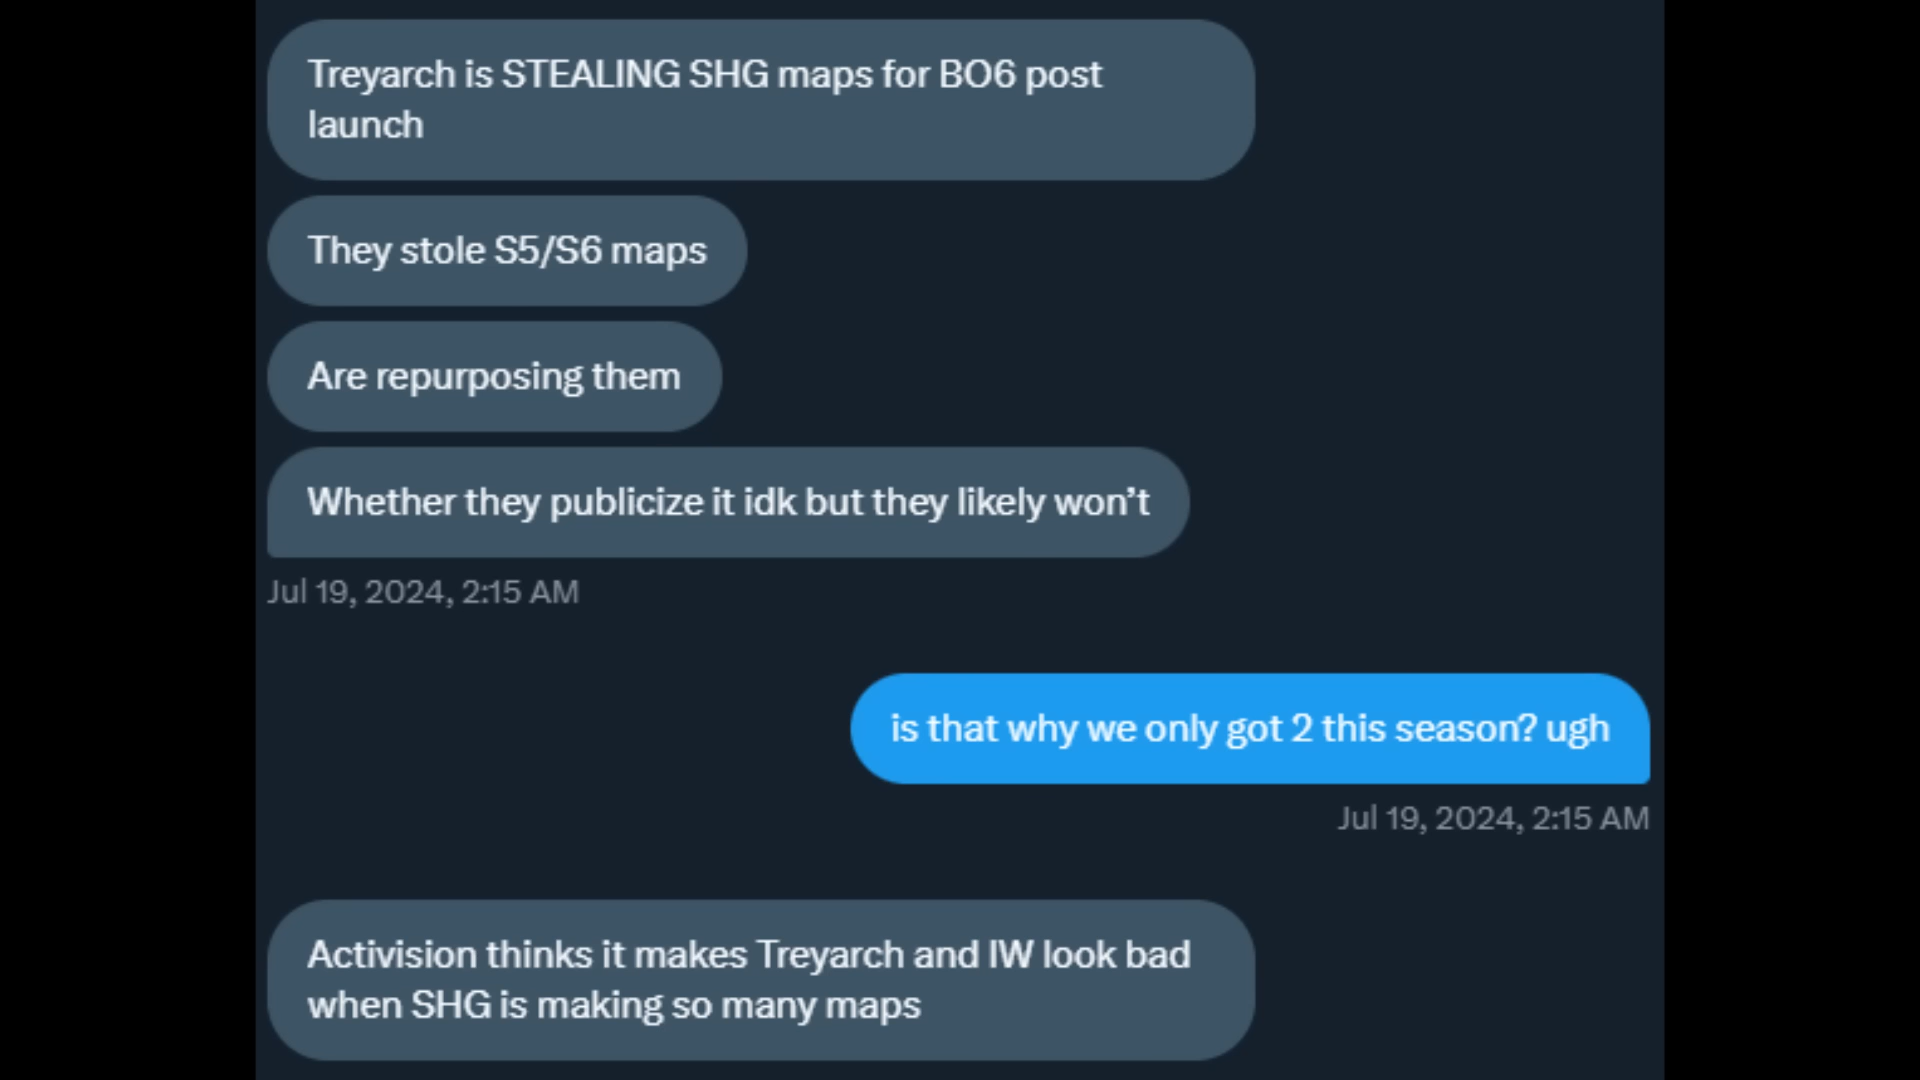 Treyarch is STEALING SHG maps for BO6 post
launch
They stole S5/S6 maps
Are repurposing them
Whether they publicize it idk but they likely won’t
Jul 19, 2024, 2:15 AM
is that why we only got 2 this season? ugh
Jul 19, 2024, 2:15 AM
Activision thinks it makes Treyarch and IW look bad
when SHG is making so many maps